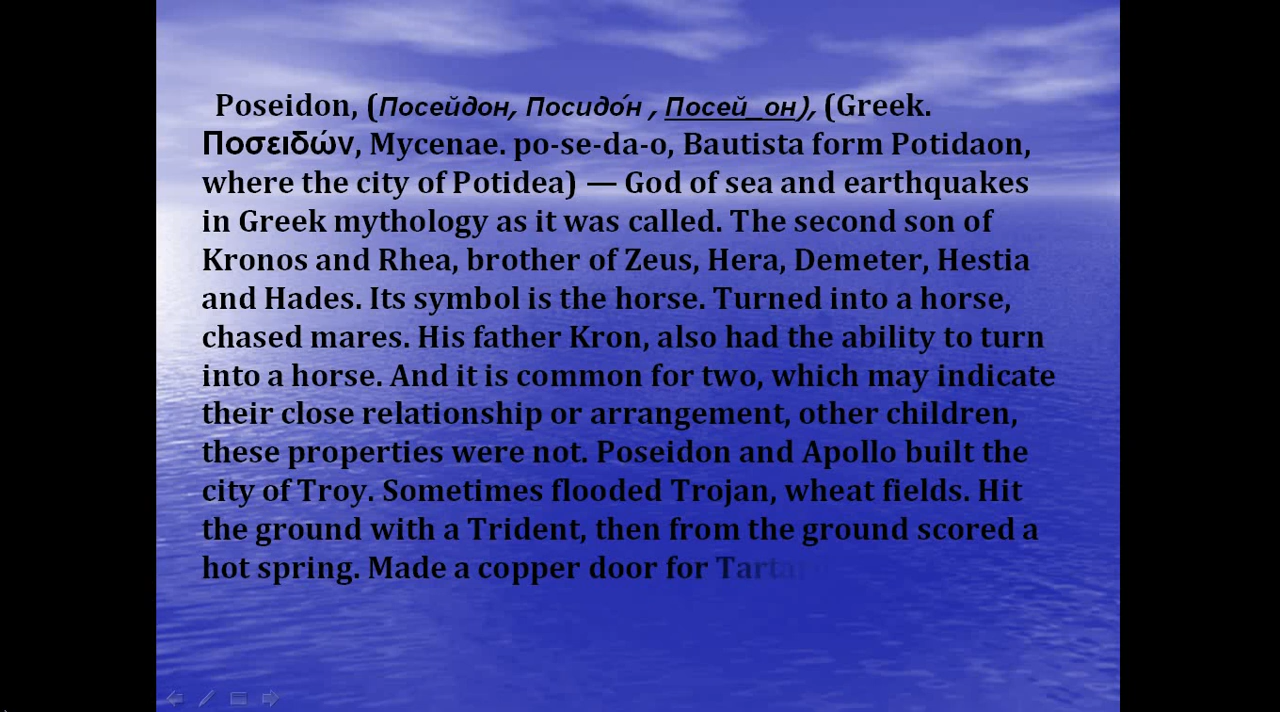 Poseidon, (Посейдон, Посидо́н , Посей_он), (Greek.
Ποσειδών, Mycenae. po-se-da-o, Bautista form Potidaon,
where the city of Potidea) — God of sea and earthquakes
in Greek mythology as it was called. The second son of
Kronos and Rhea, brother of Zeus, Hera, Demeter, Hestia
and Hades. Its symbol is the horse. Turned into a horse,
chased mares. His father Kron, also had the ability to turn
into a horse. And it is common for two, which may indicate
their close relationship or arrangement, other children,
these properties were not. Poseidon and Apollo built the
city of Troy. Sometimes flooded Trojan, wheat fields. Hit
the ground with a Trident, then from the ground scored a
hot spring. Made a copper door for